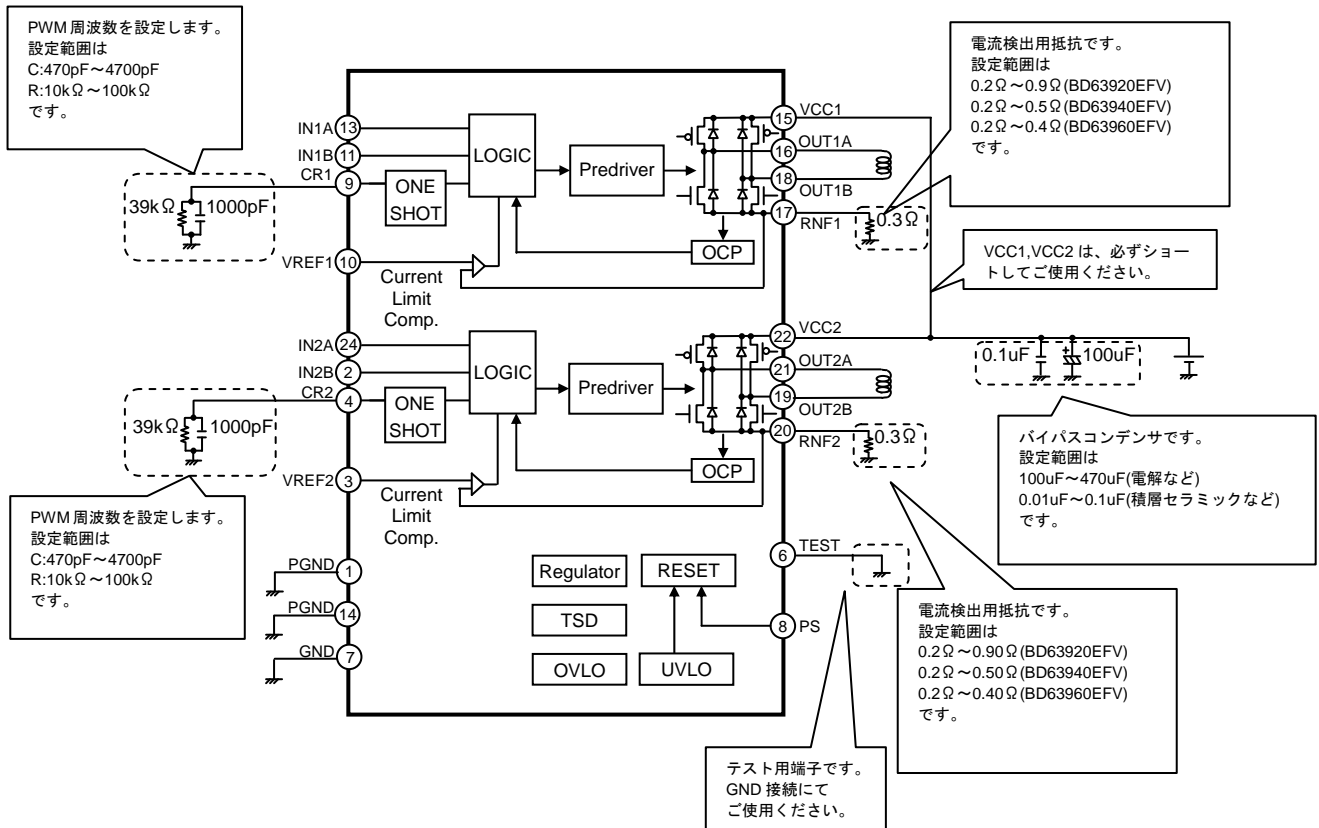 PWM 周波数を設定します。
設定範囲は
C:470pF～4700pF
R:10kΩ～100kΩ
です。
39kΩ
1000pF
IN1A
13
IN1B
11
CR1
9
ONE
SHOT
LOGIC
Predriver
OCP
VREF1
10
Current
Limit
Comp.
15
VCC1
16
OUT1A
18
OUT1B
17
RNF1
0.3Ω
電流検出用抵抗です。
設定範囲は
0.2Ω～0.9Ω(BD63920EFV)
0.2Ω～0.5Ω(BD63940EFV)
0.2Ω～0.4Ω(BD63960EFV)
です。
VCC1,VCC2 は、必ずショー
トしてご使用ください。
IN2A
24
IN2B
2
CR2
4
ONE
SHOT
LOGIC
Predriver
OCP
39kΩ
1000pF
VREF2
3
Current
Limit
Comp.
22
VCC2
21
OUT2A
19
OUT2B
20
RNF2
0.3Ω
0.1uF
+
100uF
バイパスコンデンサです。
設定範囲は
100uF～470uF(電解など)
0.01uF～0.1uF(積層セラミックなど)
です。
PWM 周波数を設定します。
設定範囲は
C:470pF～4700pF
R:10kΩ～100kΩ
です。
PGND
1
PGND
14
GND
7
Regulator
RESET
TSD
OVLO
UVLO
6
TEST
8
PS
電流検出用抵抗です。
設定範囲は
0.2Ω～0.90Ω(BD63920EFV)
0.2Ω～0.50Ω(BD63940EFV)
0.2Ω～0.40Ω(BD63960EFV)
です。
テスト用端子です。
GND 接続にて
ご使用ください。